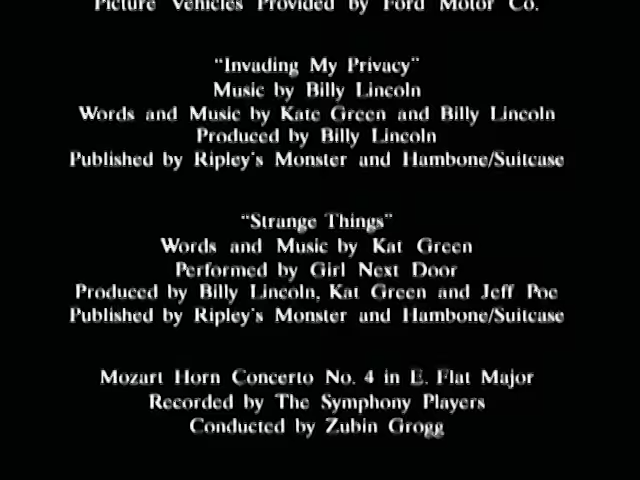 Picture Vehicles Provided by Ford Motor Co.
"Invading My Privacy"
Music by Billy Lincoln
Words and Music by Kate Green and Billy Lincoln
Produced by Billy Lincoln
Published by Ripley's Monster and Hambone/Suitcase
"Strange Things"
Words and Music by Kat Green
Performed by Girl Next Door
Produced by Billy Lincoln, Kat Green and Jeff Poe
Published by Ripley's Monster and Hambone/Suitcase
Mozart Horn Concerto No. 4 in E. Flat Major
Recorded by The Symphony Players
Conducted by Zubin Grogg